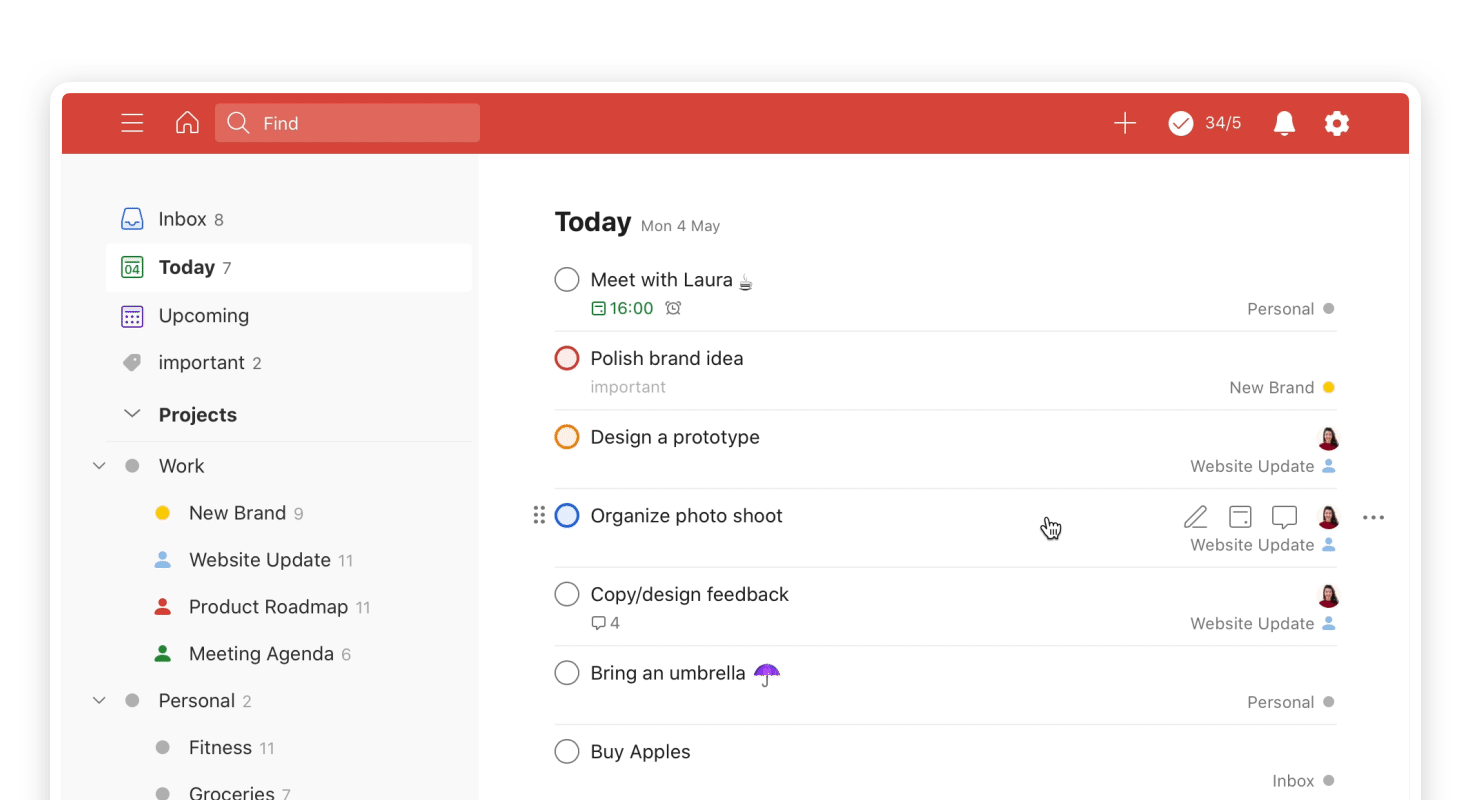 Find
34/5
Inbox 8
04
Today 7
Upcoming
important 2
Projects
Work
New Brand 9
Website Update 11
Product Roadmap 11
Meeting Agenda 6
Personal 2
Fitness 11
Groceries 7
Today Mon 4 May
Meet with Laura ☕
16:00
Personal
Polish brand idea
important
New Brand
Design a prototype
Website Update
Organize photo shoot
Website Update
Copy/design feedback
4
Website Update
Bring an umbrella ☂
Personal
Buy Apples
Inbox